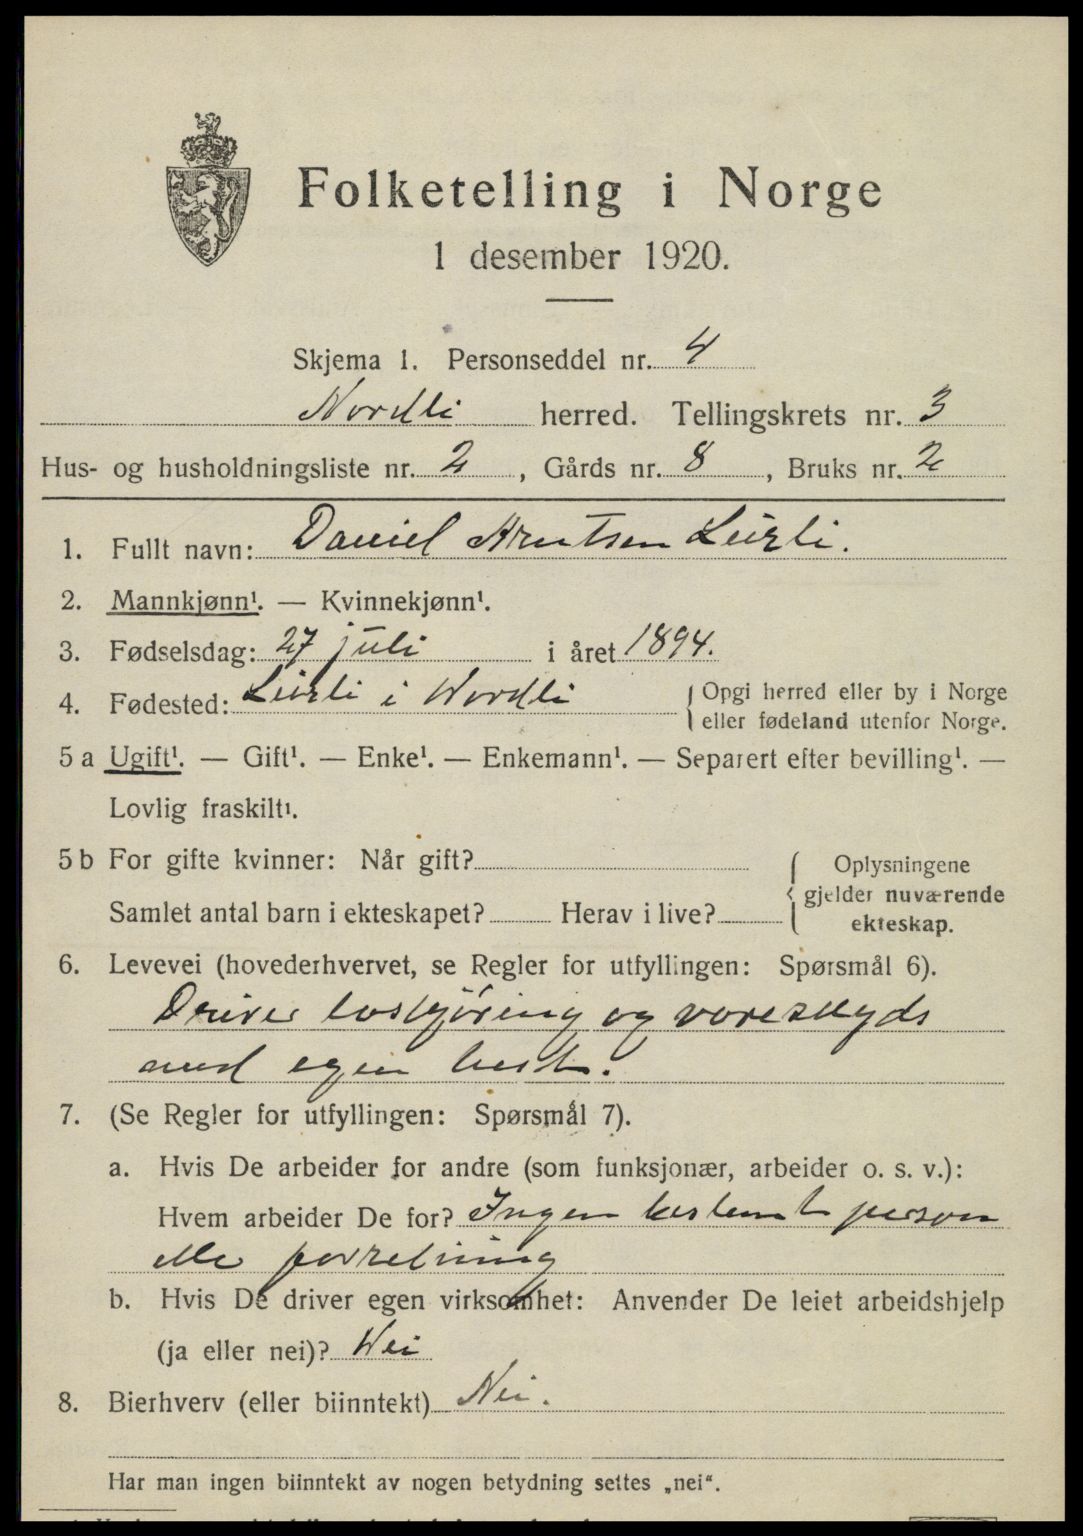 Folketelling i Norge
1 desember 1920.
Skjema 1. Personseddel nr. 4
Nordli herred. Tellingskrets nr. 3
Hus- og husholdningsliste nr. 2, Gårds nr. 8, Bruks nr. 2
1. Fullt navn: Daniel Arntsen Leirli.
2. Mannkjønn¹. — Kvinnekjønn¹.
3. Fødselsdag: 27 juli i året 1894.
4. Fødested: Leirli i Nordli { Opgi herred eller by i Norge
eller fødeland utenfor Norge.
5 a Ugift¹. — Gift¹. — Enke¹. — Enkemann¹. — Separert efter bevilling¹. —
Lovlig fraskilt¹.
5 b For gifte kvinner: Når gift? { Oplysningene
gjelder nuværende
Samlet antal barn i ekteskapet? Herav i live?
ekteskap.
6. Levevei (hovederhvervet, se Regler for utfyllingen: Spørsmål 6).
Driver og
med egen hest.
7. (Se Regler for utfyllingen: Spørsmål 7).
a. Hvis De arbeider for andre (som funksjonær, arbeider o. s. v.):
Hvem arbeider De for? Ingen bestemt person
elle forretning
b. Hvis De driver egen virksomhet: Anvender De leiet arbeidshjelp
(ja eller nei)? Nei
8. Bierhverv (eller biinntekt) Nei.
Har man ingen biinntekt av nogen betydning settes „nei“.